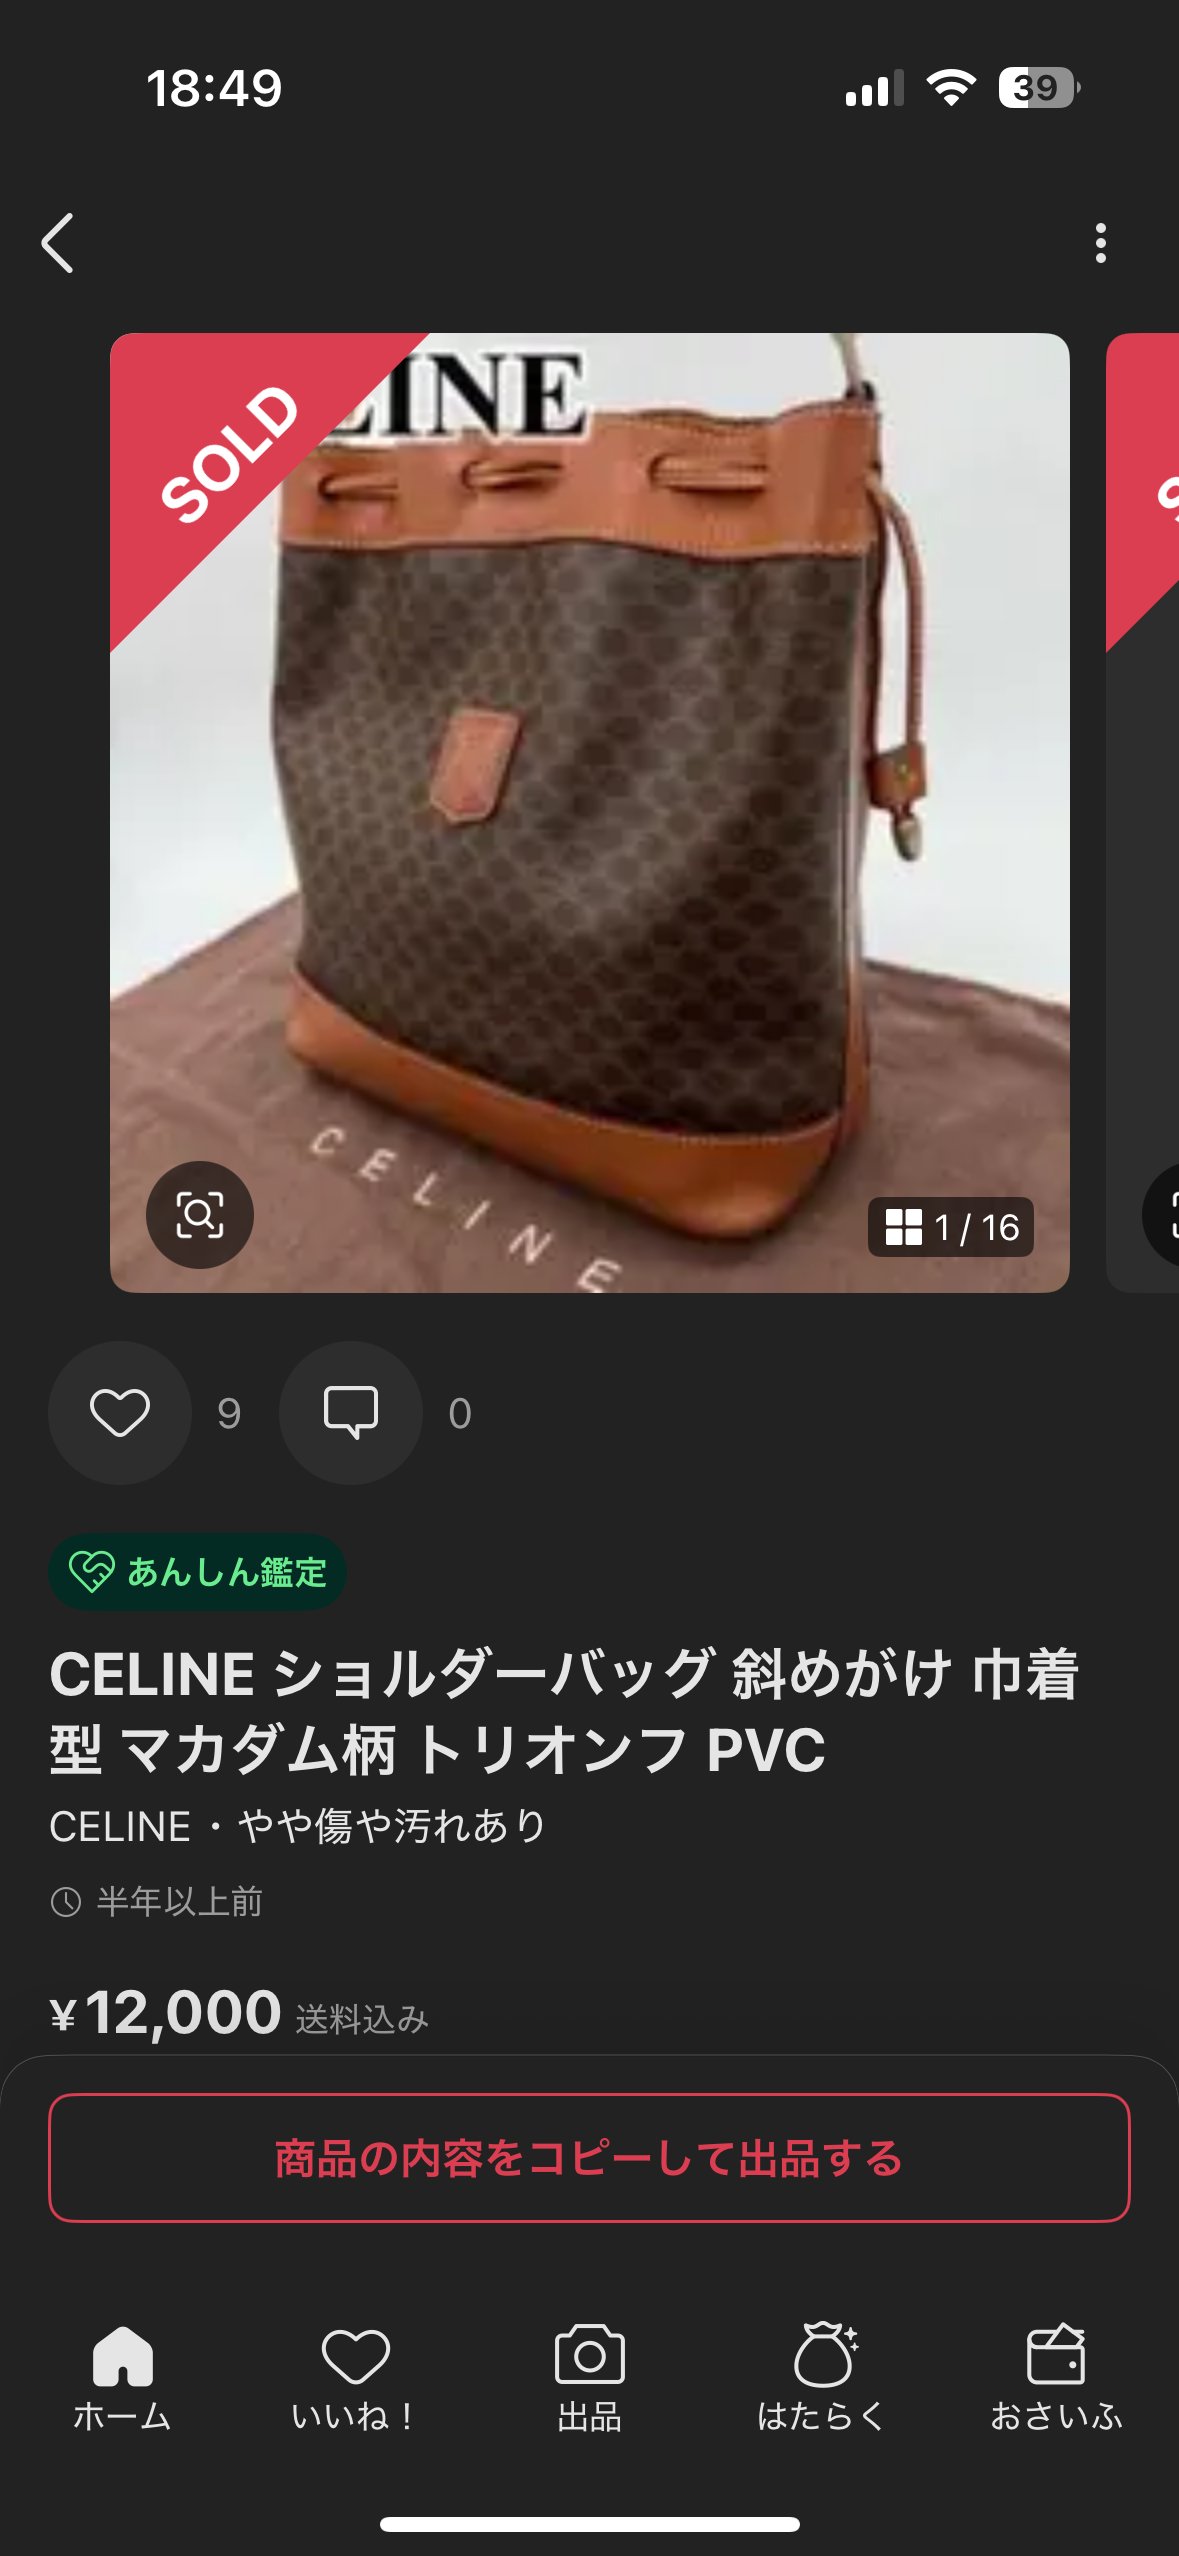 18:49
39
SOLD
LINE
CELINE
1 / 16
9
0
あんしん鑑定
CELINE ショルダーバッグ 斜めがけ 巾着
型 マカダム柄 トリオンフ PVC
CELINE・やや傷や汚れあり
半年以上前
¥12,000 送料込み
商品の内容をコピーして出品する
ホーム
いいね！
出品
はたらく
おさいふ